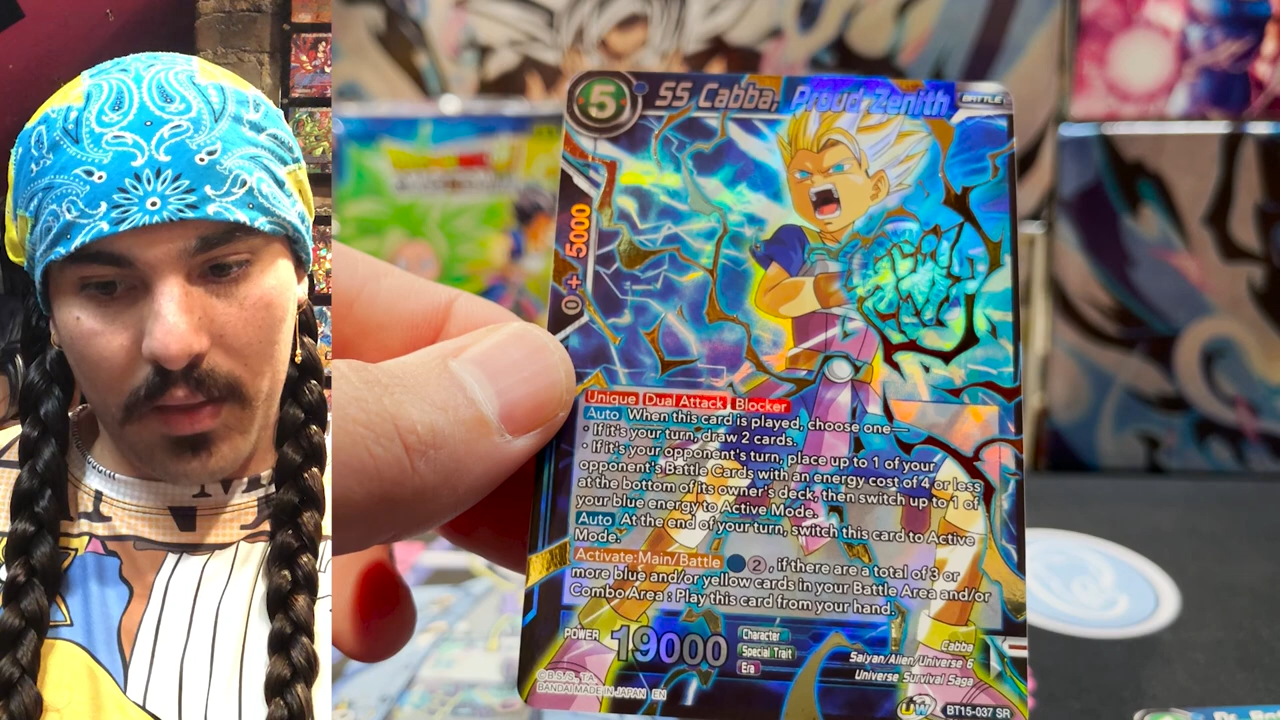 5 SS Cabba, Proud Zenith BATTLE
0 + 5000
Unique Dual Attack Blocker
Auto When this card is played, choose one—
・If it's your turn, draw 2 cards.
・If it's your opponent's turn, place up to 1 of your
opponent's Battle Cards with an energy cost of 4 or less
at the bottom of its owner's deck, then switch up to 1 of
your blue energy to Active Mode.
Auto At the end of your turn, switch this card to Active
Mode.
Activate:Main/Battle 2, if there are a total of 3 or
more blue and/or yellow cards in your Battle Area and/or
Combo Area : Play this card from your hand.
POWER 19000
Character Cabba
Special Trait Saiyan/Alien/Universe 6
Era Universe Survival Saga
©B.S/S, T.A.
BANDAI MADE IN JAPAN EN
UW BT15-037 SR